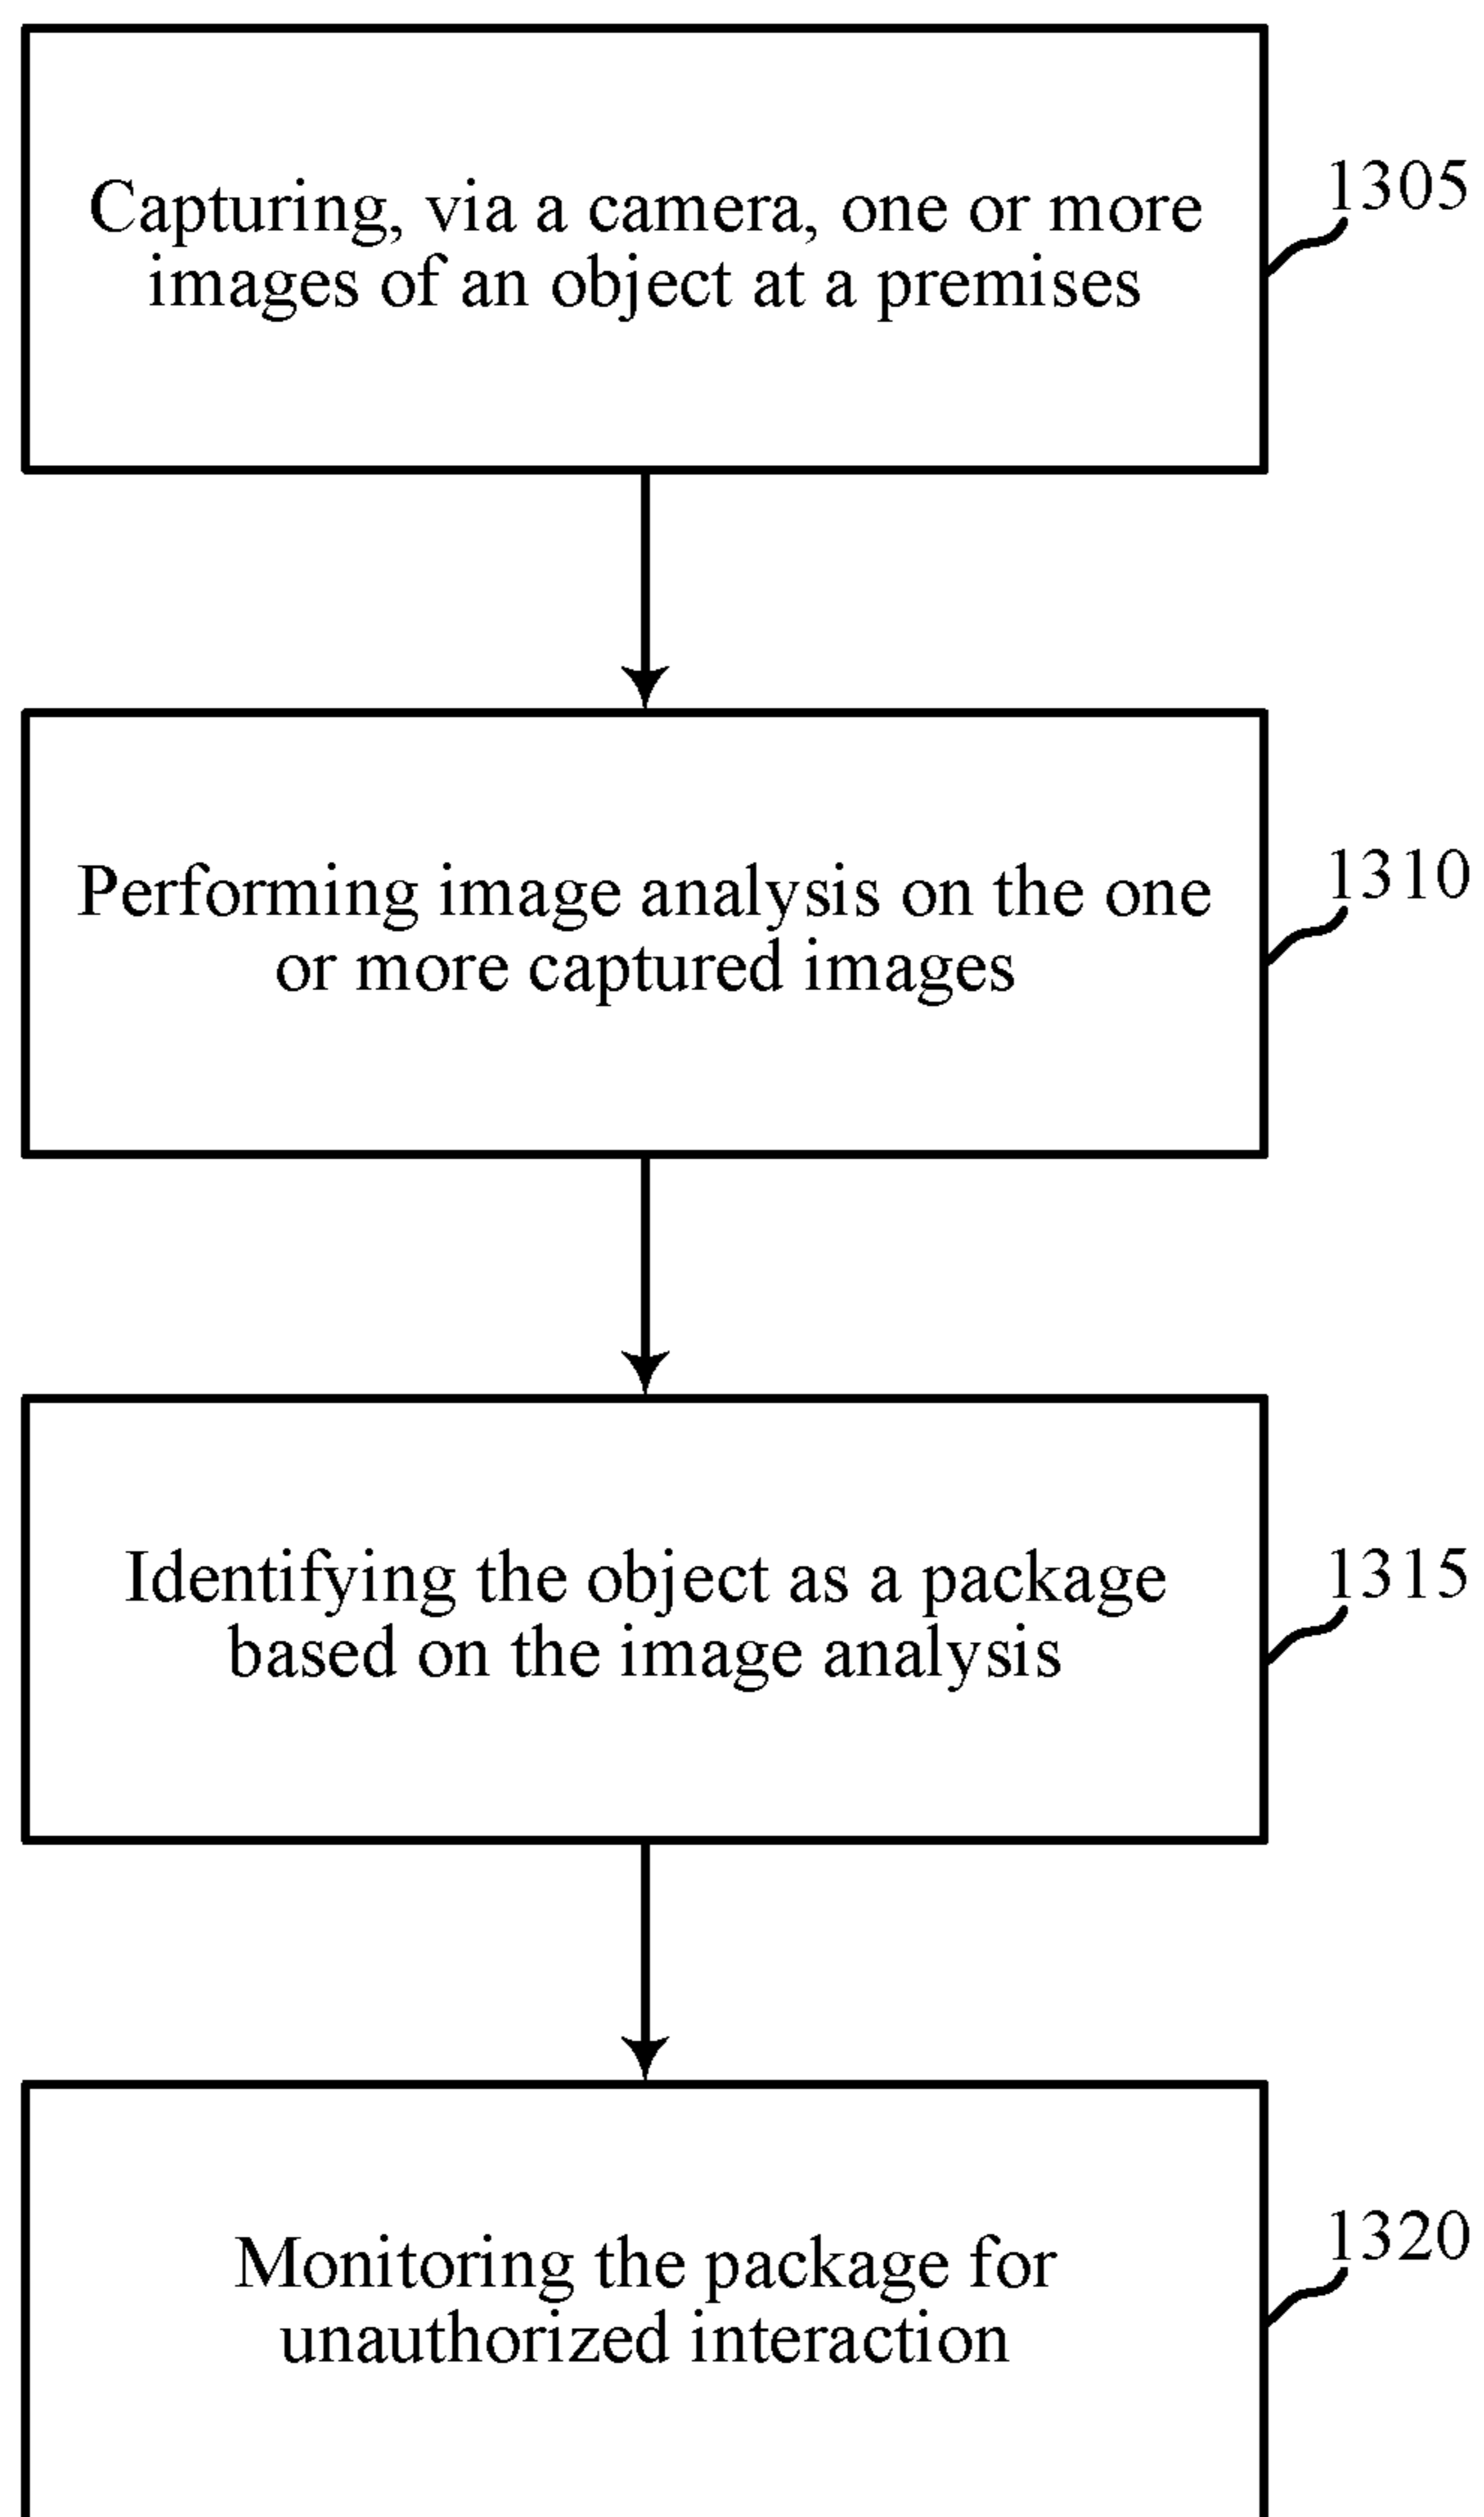 Capturing, via a camera, one or more
images of an object at a premises
1305
Performing image analysis on the one
or more captured images
1310
Identifying the object as a package
based on the image analysis
1315
Monitoring the package for
unauthorized interaction
1320